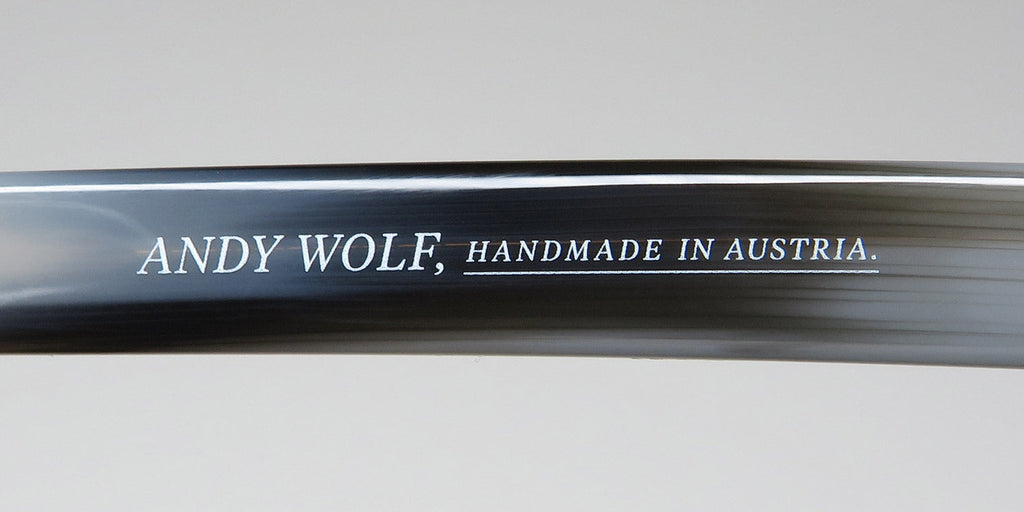 ANDY WOLF, HANDMADE IN AUSTRIA.